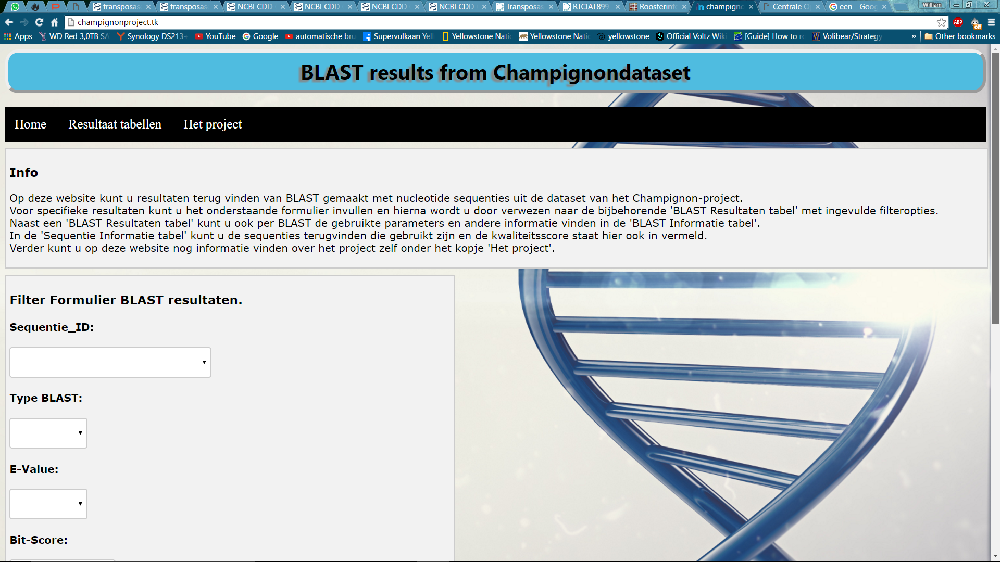 transposas
transposas
NCBI CDD
NCBI CDD
NCBI CDD
NCBI CDD
Transposas
RTCIAT899
Roosterinf
champigno
Centrale O
een - Goog
William
champignonproject.tk
ABP
off
Apps
WD Red 3,0TB SA
Synology DS213+
YouTube
Google
automatische bru
Supervulkaan Yel
Yellowstone Natio
Yellowstone Natio
yellowstone
Official Voltz Wiki
[Guide] How to ro
Volibear/Strategy
»
Other bookmarks
BLAST results from Champignondataset
Home
Resultaat tabellen
Het project
Info
Op deze website kunt u resultaten terug vinden van BLAST gemaakt met nucleotide sequenties uit de dataset van het Champignon-project.
Voor specifieke resultaten kunt u het onderstaande formulier invullen en hierna wordt u door verwezen naar de bijbehorende 'BLAST Resultaten tabel' met ingevulde filteropties.
Naast een 'BLAST Resultaten tabel' kunt u ook per BLAST de gebruikte parameters en andere informatie vinden in de 'BLAST Informatie tabel'.
In de 'Sequentie Informatie tabel' kunt u de sequenties terugvinden die gebruikt zijn en de kwaliteitsscore staat hier ook in vermeld.
Verder kunt u op deze website nog informatie vinden over het project zelf onder het kopje 'Het project'.
Filter Formulier BLAST resultaten.
Sequentie_ID:
Type BLAST:
E-Value:
Bit-Score: